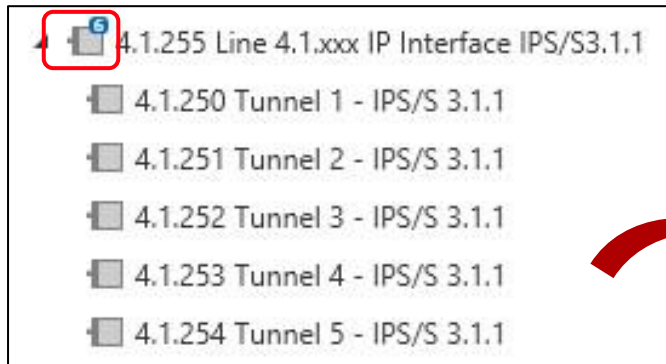 6
4.1.255 Line 4.1.xxx IP Interface IPS/S3.1.1
4.1.250 Tunnel 1 - IPS/S 3.1.1
4.1.251 Tunnel 2 - IPS/S 3.1.1
4.1.252 Tunnel 3 - IPS/S 3.1.1
4.1.253 Tunnel 4 - IPS/S 3.1.1
4.1.254 Tunnel 5 - IPS/S 3.1.1